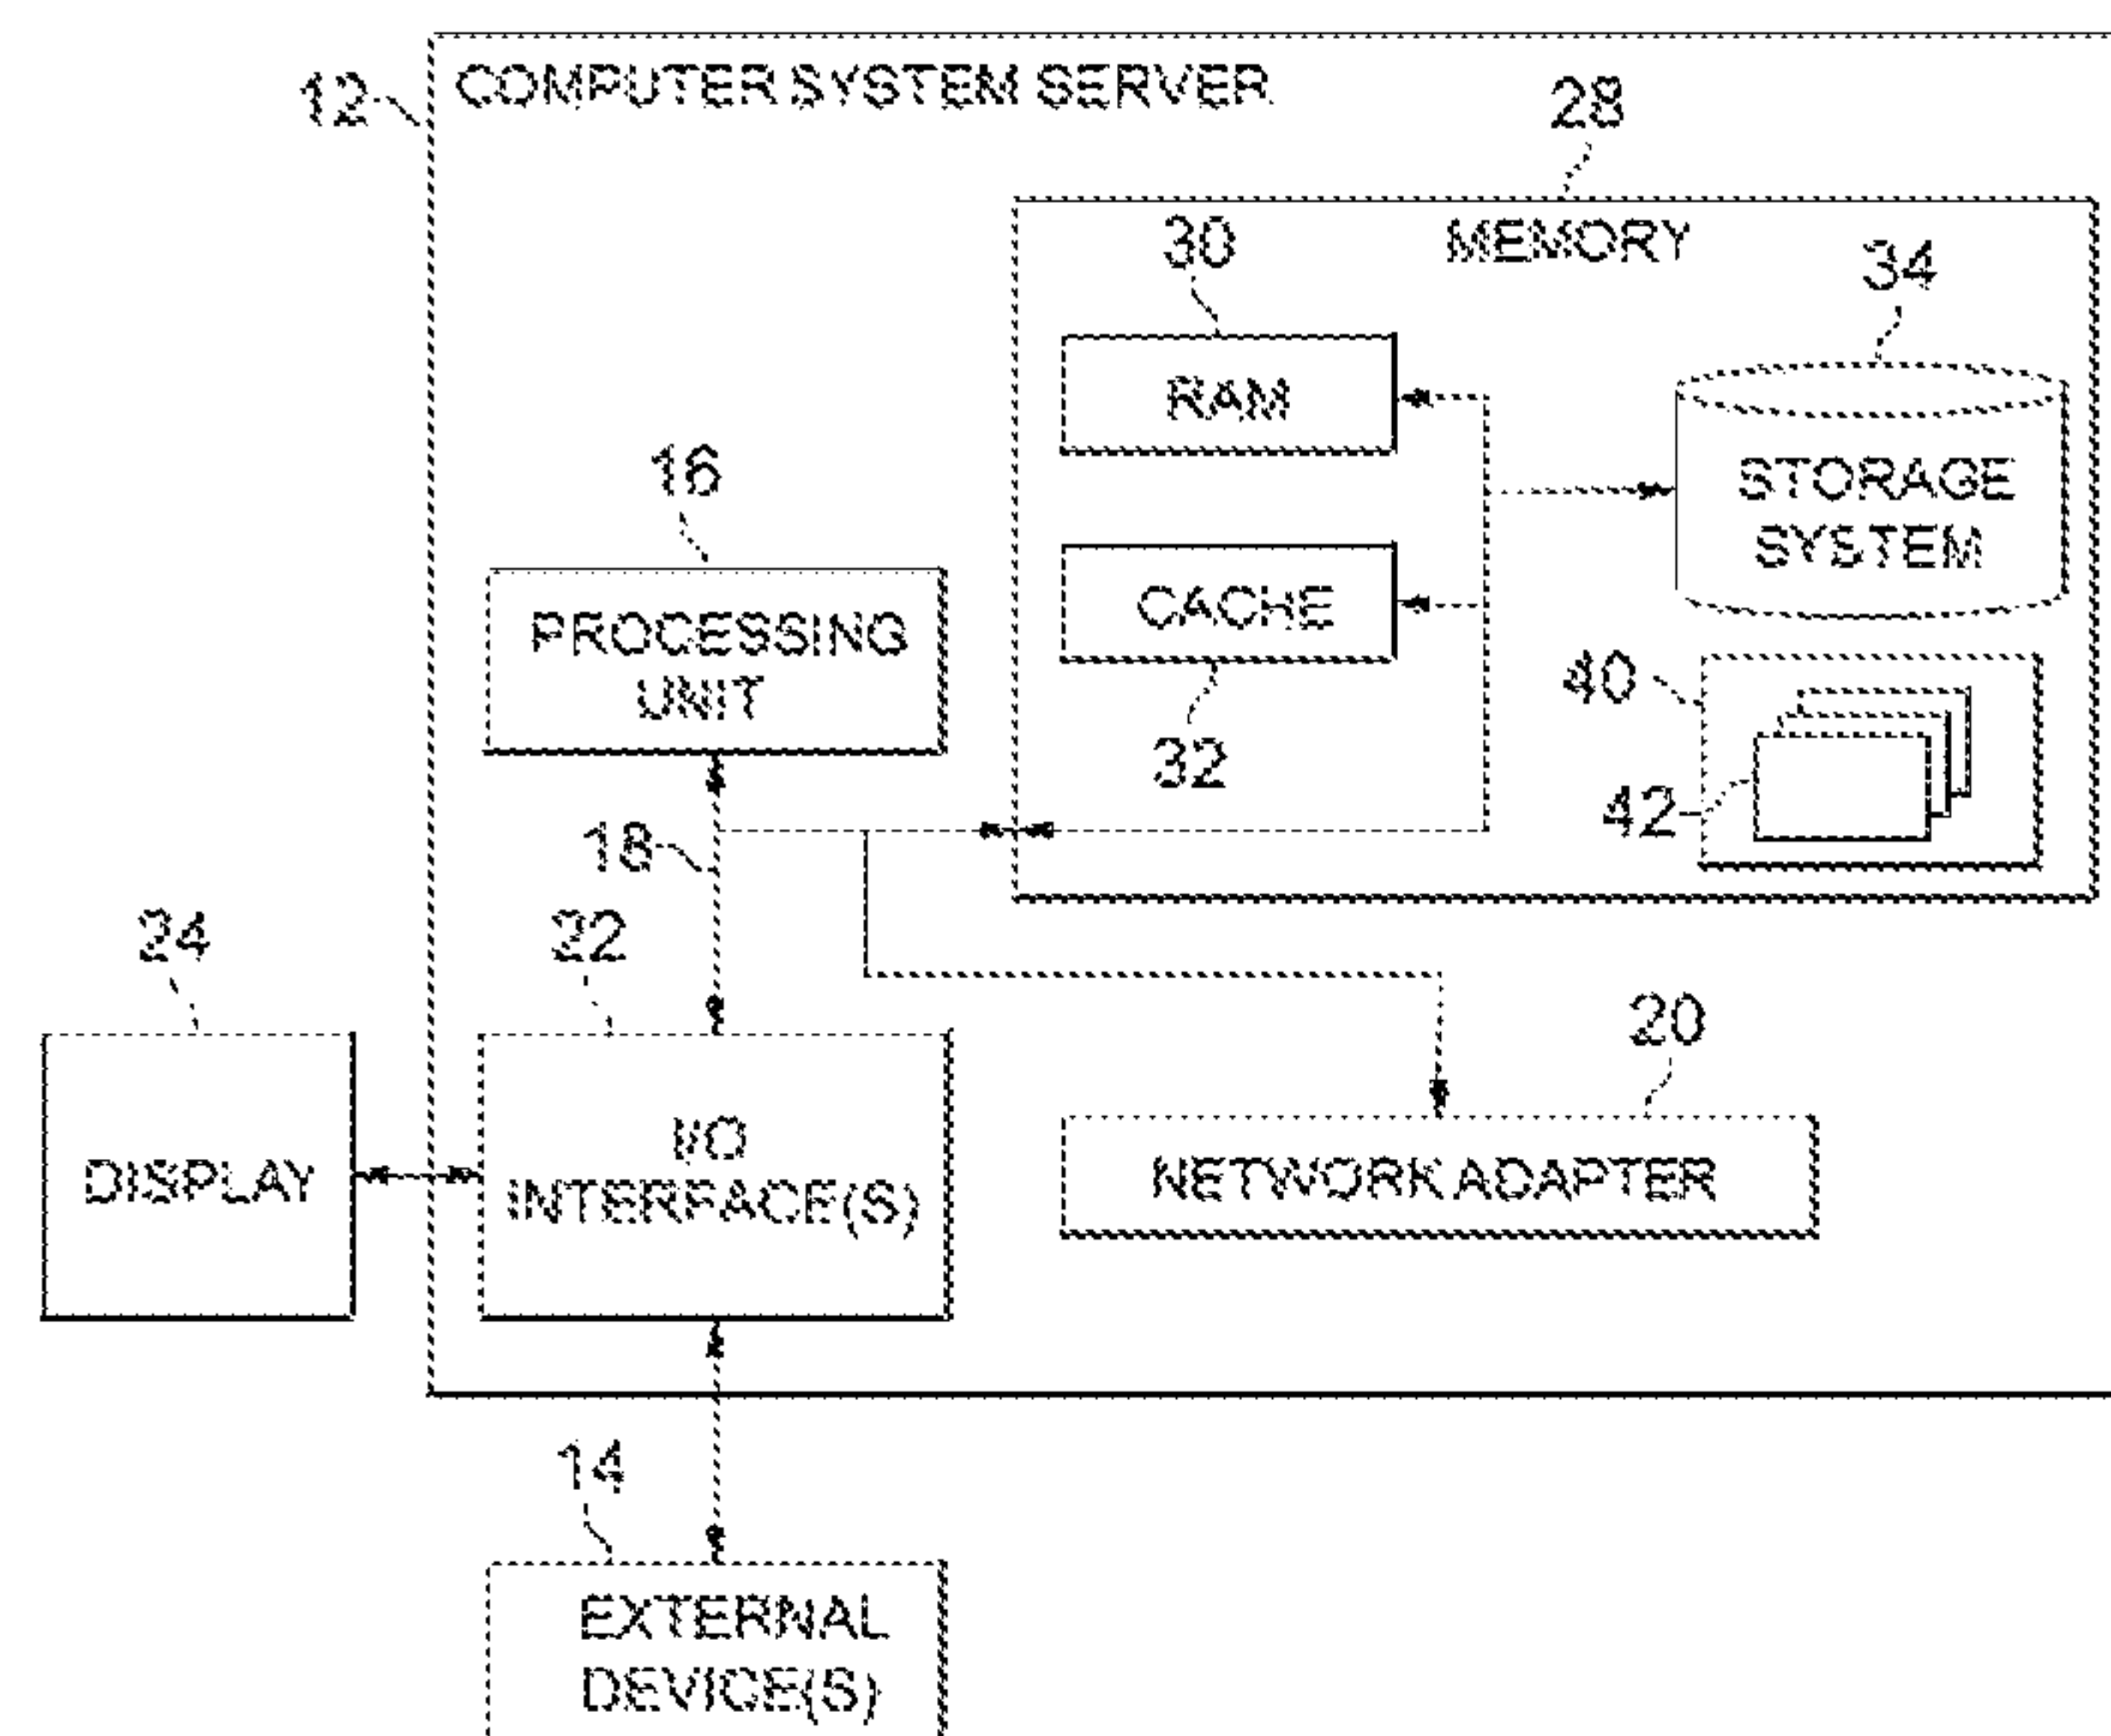 12
COMPUTER SYSTEM SERVER
28
MEMORY
30
34
RAM
STORAGE
SYSTEM
16
PROCESSING
UNIT
CACHE
32
40
42
18
24
22
20
DISPLAY
I/O
INTERFACE(S)
NETWORK ADAPTER
14
EXTERNAL
DEVICE(S)